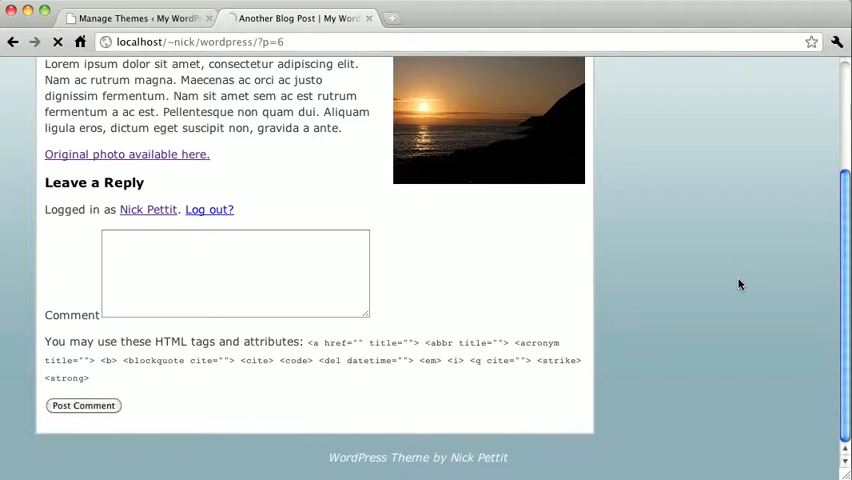 Manage Themes ‹ My WordP
Another Blog Post | My Word
localhost/~nick/wordpress/?p=6
Lorem ipsum dolor sit amet, consectetur adipiscing elit.
Nam ac rutrum magna. Maecenas ac orci ac justo
dignissim fermentum. Nam sit amet sem ac est rutrum
fermentum a ac est. Pellentesque non quam dui. Aliquam
ligula eros, dictum eget suscipit non, gravida a ante.
Original photo available here.
Leave a Reply
Logged in as Nick Pettit. Log out?
Comment
You may use these HTML tags and attributes: <a href="" title=""> <abbr title=""> <acronym
title=""> <b> <blockquote cite=""> <cite> <code> <del datetime=""> <em> <i> <q cite=""> <strike>
<strong>
Post Comment
WordPress Theme by Nick Pettit